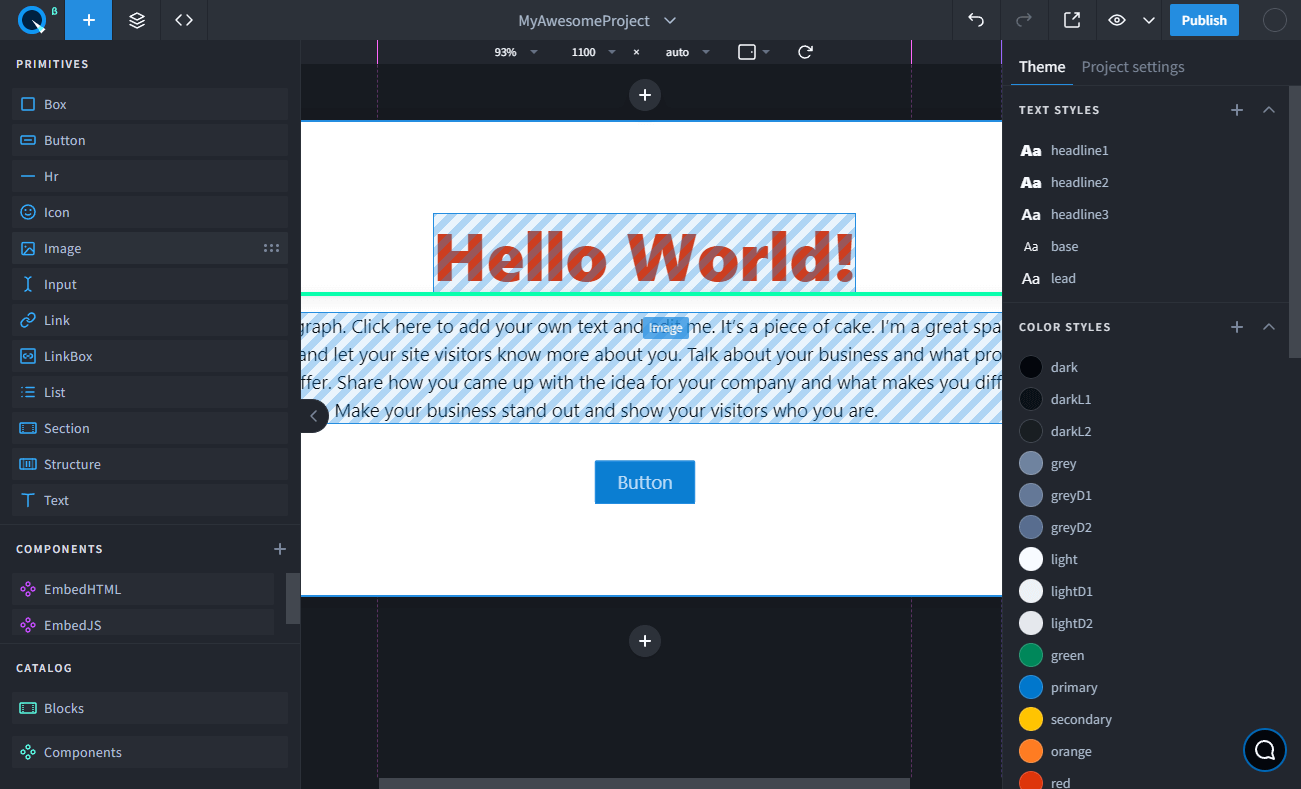 β
MyAwesomeProject
Publish
PRIMITIVES
Box
Button
Hr
Icon
Image
Input
Link
LinkBox
List
Section
Structure
Text
COMPONENTS
EmbedHTML
EmbedJS
CATALOG
Blocks
Components
93%
1100
×
auto
Hello World!
graph. Click here to add your own text and edit me. It's a piece of cake. I'm a great spa
Image
and let your site visitors know more about you. Talk about your business and what pro
ffer. Share how you came up with the idea for your company and what makes you diff
Make your business stand out and show your visitors who you are.
Button
Theme
Project settings
TEXT STYLES
Aa headline1
Aa headline2
Aa headline3
Aa base
Aa lead
COLOR STYLES
dark
darkL1
darkL2
grey
greyD1
greyD2
light
lightD1
lightD2
green
primary
secondary
orange
red